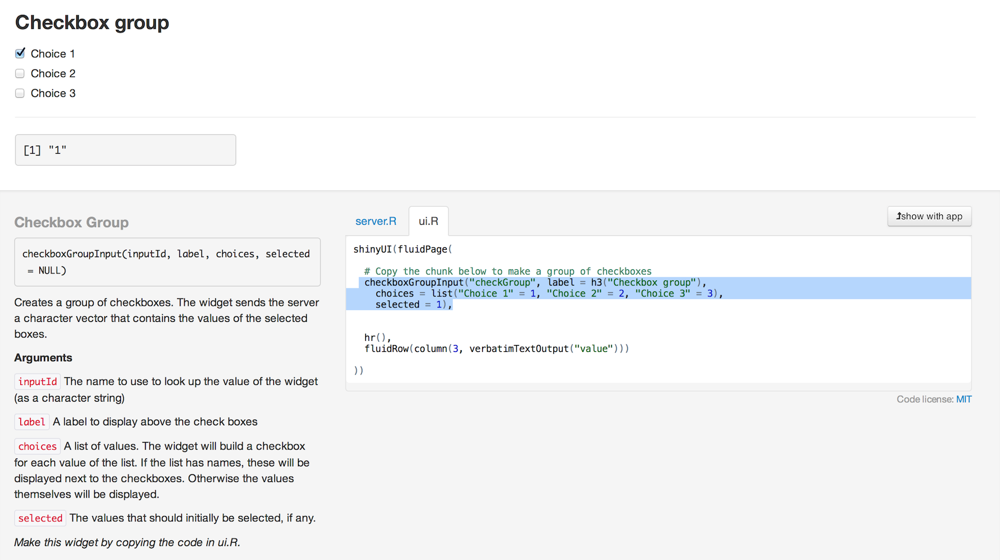 Checkbox group
Choice 1
Choice 2
Choice 3
[1] "1"
Checkbox Group
checkboxGroupInput(inputId, label, choices, selected
= NULL)
Creates a group of checkboxes. The widget sends the server
a character vector that contains the values of the selected
boxes.
Arguments
inputId The name to use to look up the value of the widget
(as a character string)
label A label to display above the check boxes
choices A list of values. The widget will build a checkbox
for each value of the list. If the list has names, these will be
displayed next to the checkboxes. Otherwise the values
themselves will be displayed.
selected The values that should initially be selected, if any.
Make this widget by copying the code in ui.R.
server.R ui.R
show with app
shinyUI(fluidPage(
# Copy the chunk below to make a group of checkboxes
checkboxGroupInput("checkGroup", label = h3("Checkbox group"),
choices = list("Choice 1" = 1, "Choice 2" = 2, "Choice 3" = 3),
selected = 1),
hr(),
fluidRow(column(3, verbatimTextOutput("value")))
))
Code license: MIT